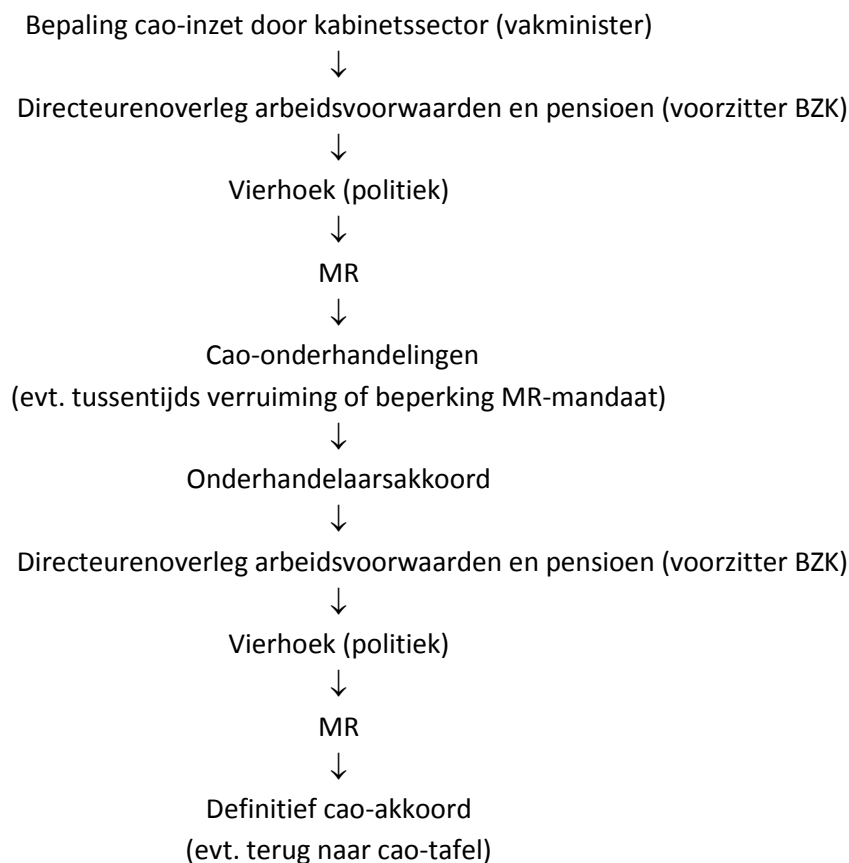 Bepaling cao-inzet door kabinetssector (vakminister)
↓
Directeurenoverleg arbeidsvoorwaarden en pensioen (voorzitter BZK)
↓
Vierhoek (politiek)
↓
MR
↓
Cao-onderhandelingen
(evt. tussentijds verruiming of beperking MR-mandaat)
↓
Onderhandelaarsakkoord
↓
Directeurenoverleg arbeidsvoorwaarden en pensioen (voorzitter BZK)
↓
Vierhoek (politiek)
↓
MR
↓
Definitief cao-akkoord
(evt. terug naar cao-tafel)